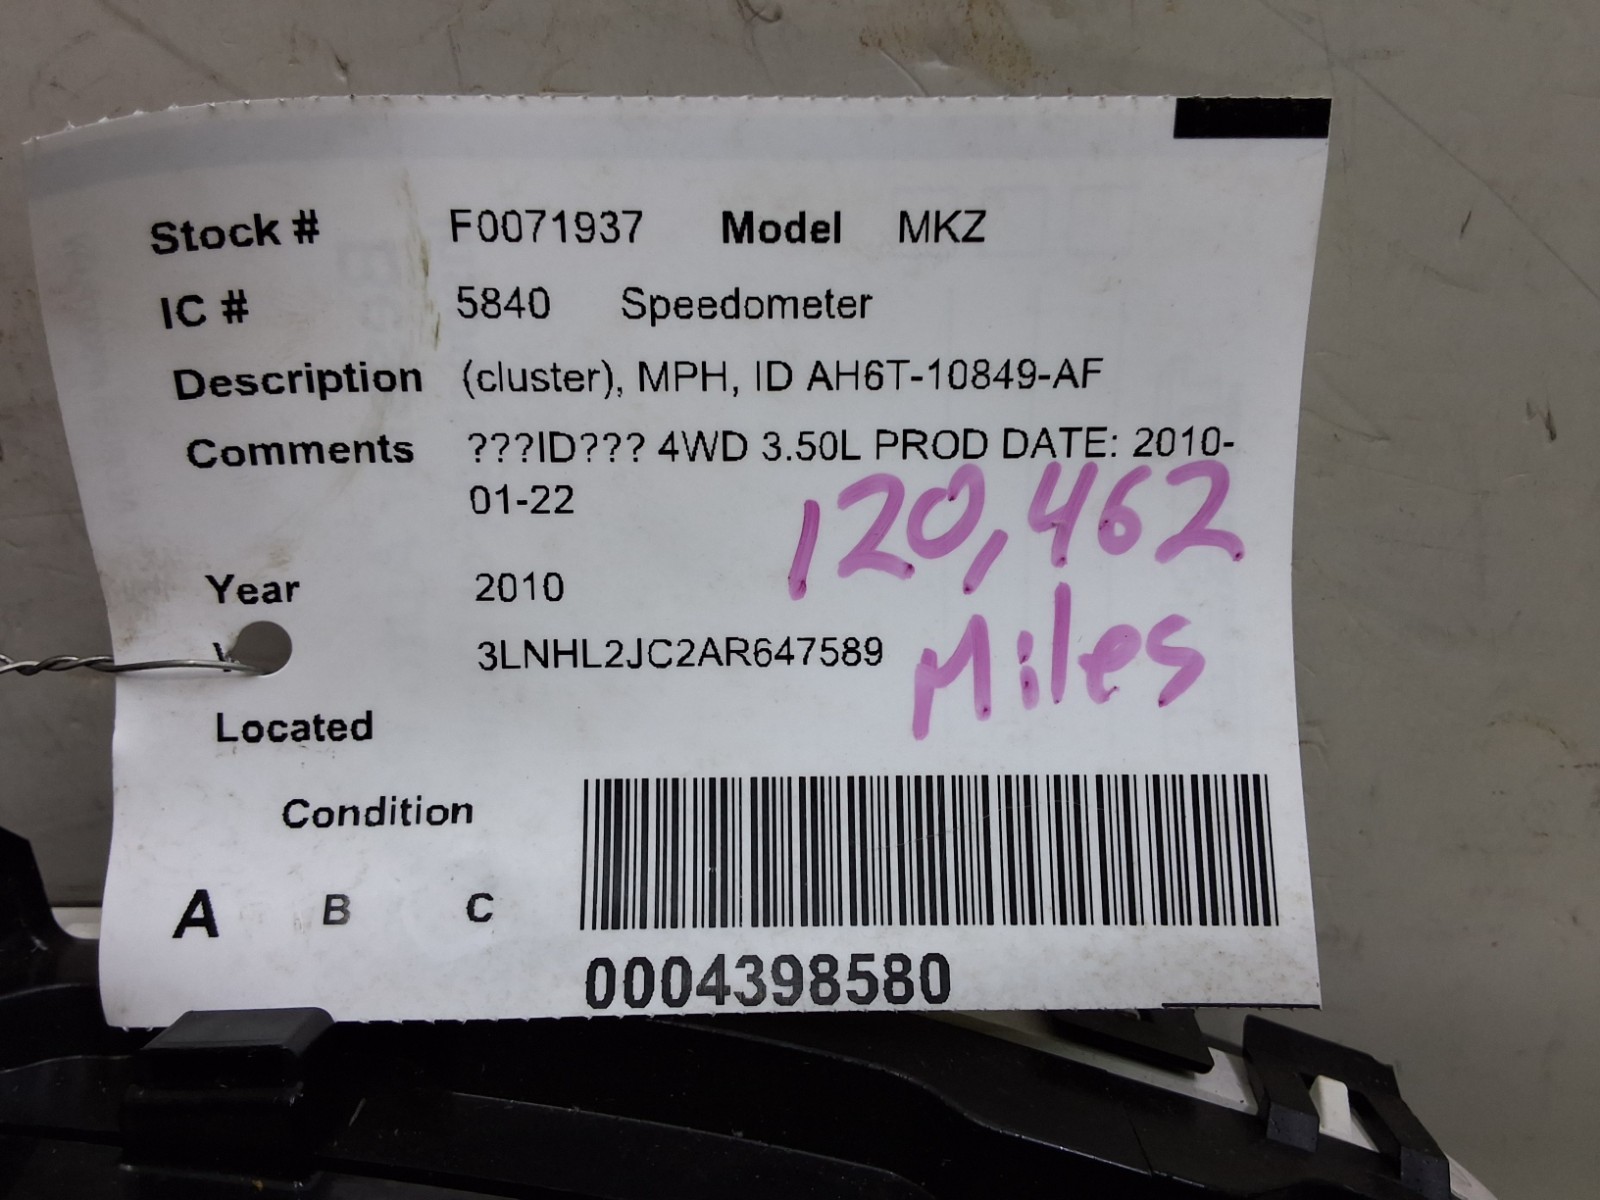 Stock # F0071937 Model MKZ
IC # 5840 Speedometer
Description (cluster), MPH, ID AH6T-10849-AF
Comments ???ID??? 4WD 3.50L PROD DATE: 2010-
01-22
120,462
Miles
Year 2010
3LNHL2JC2AR647589
Located
Condition
A B C
0004398580